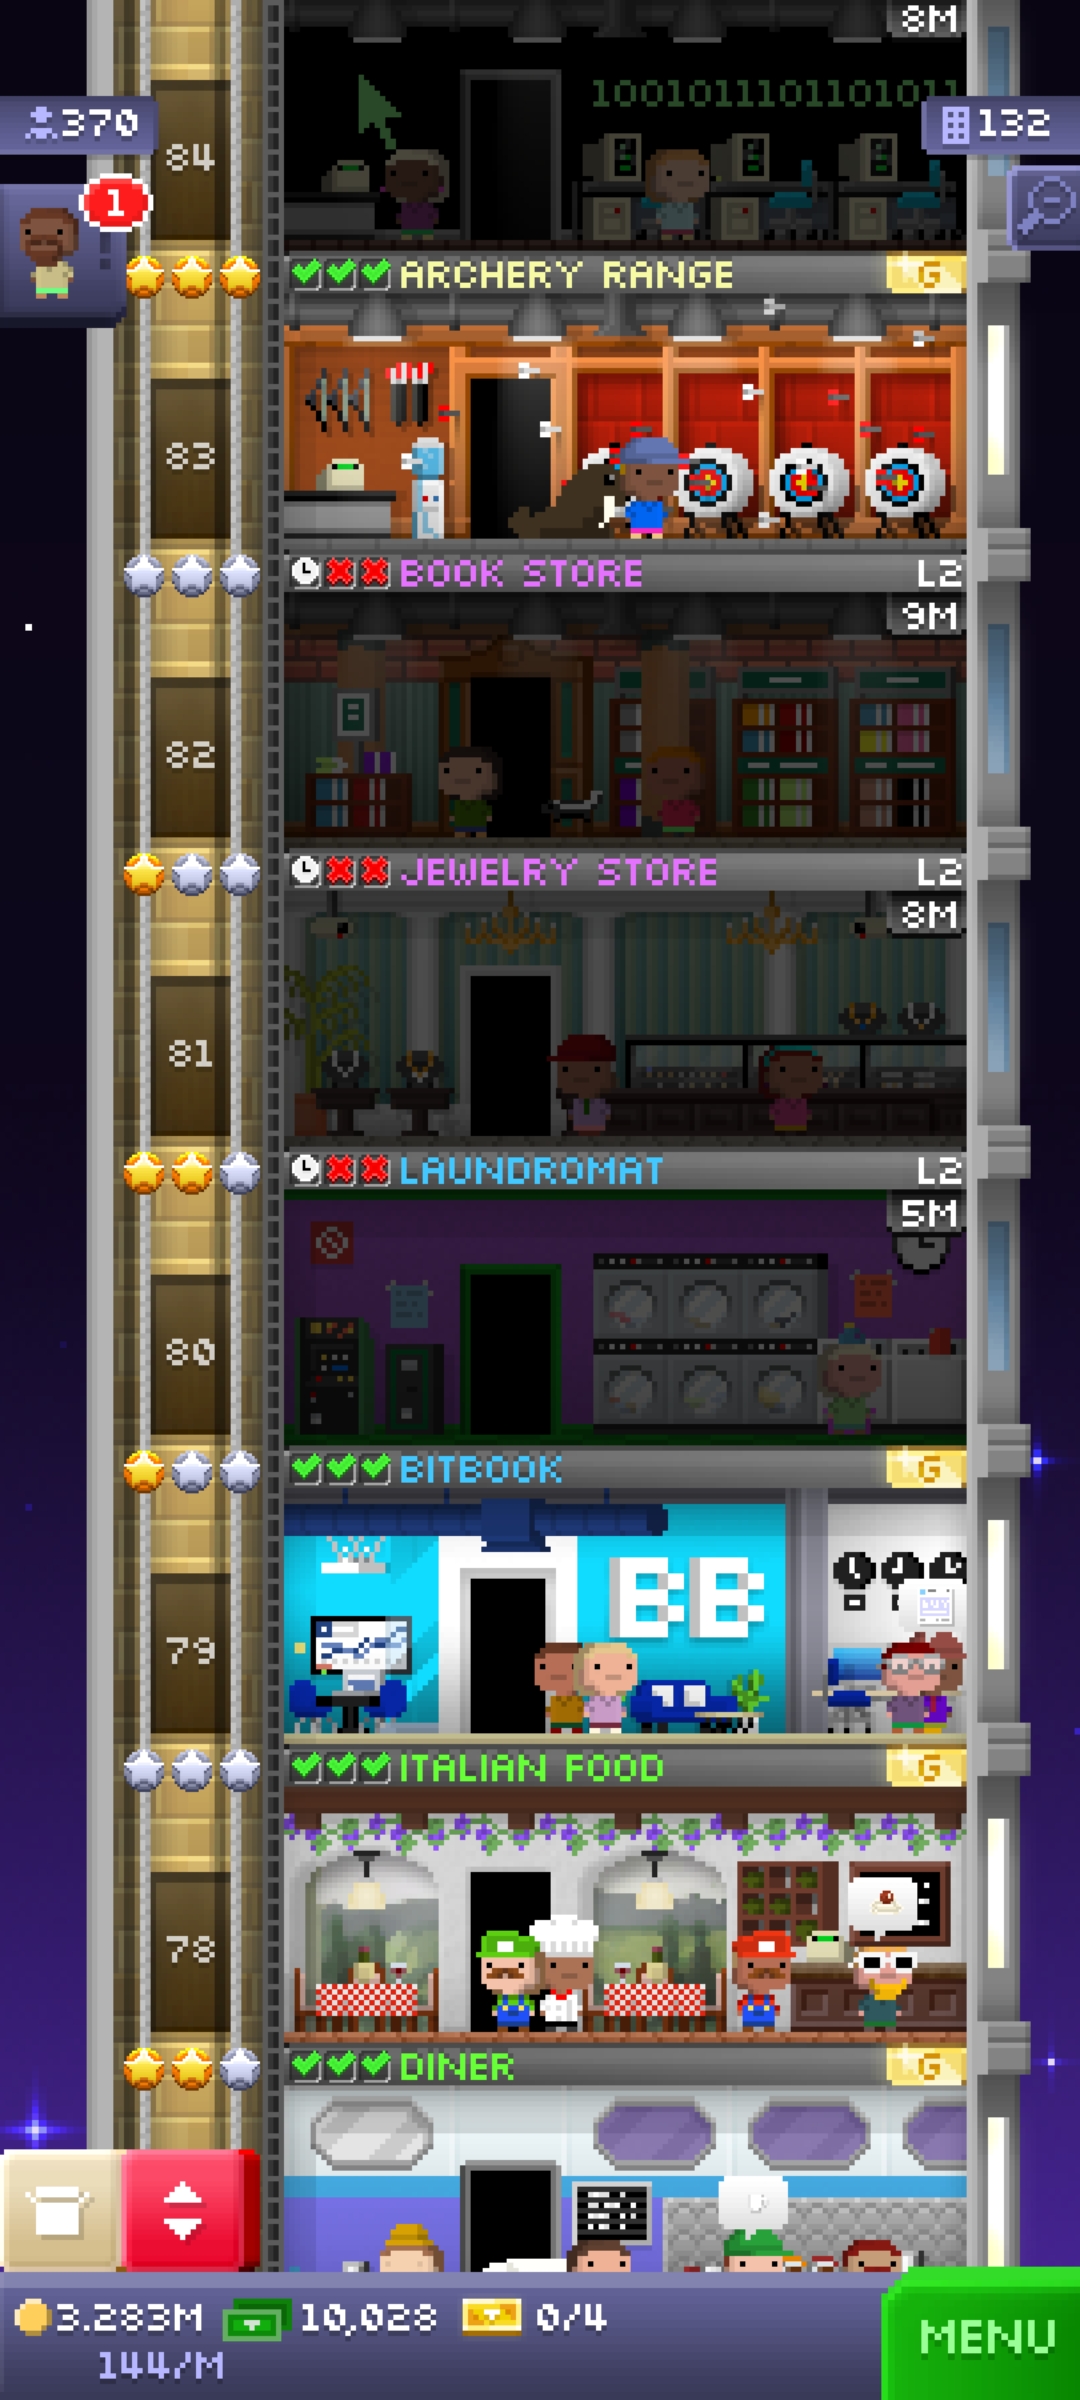 8M
1001011101101011
370
132
84
1
ARCHERY RANGE
G
83
BOOK STORE
L2
9M
82
JEWELRY STORE
L2
8M
81
LAUNDROMAT
L2
5M
80
BITBOOK
G
BB
79
ITALIAN FOOD
G
78
DINER
G
3.283M
10,028
0/4
MENU
144/M